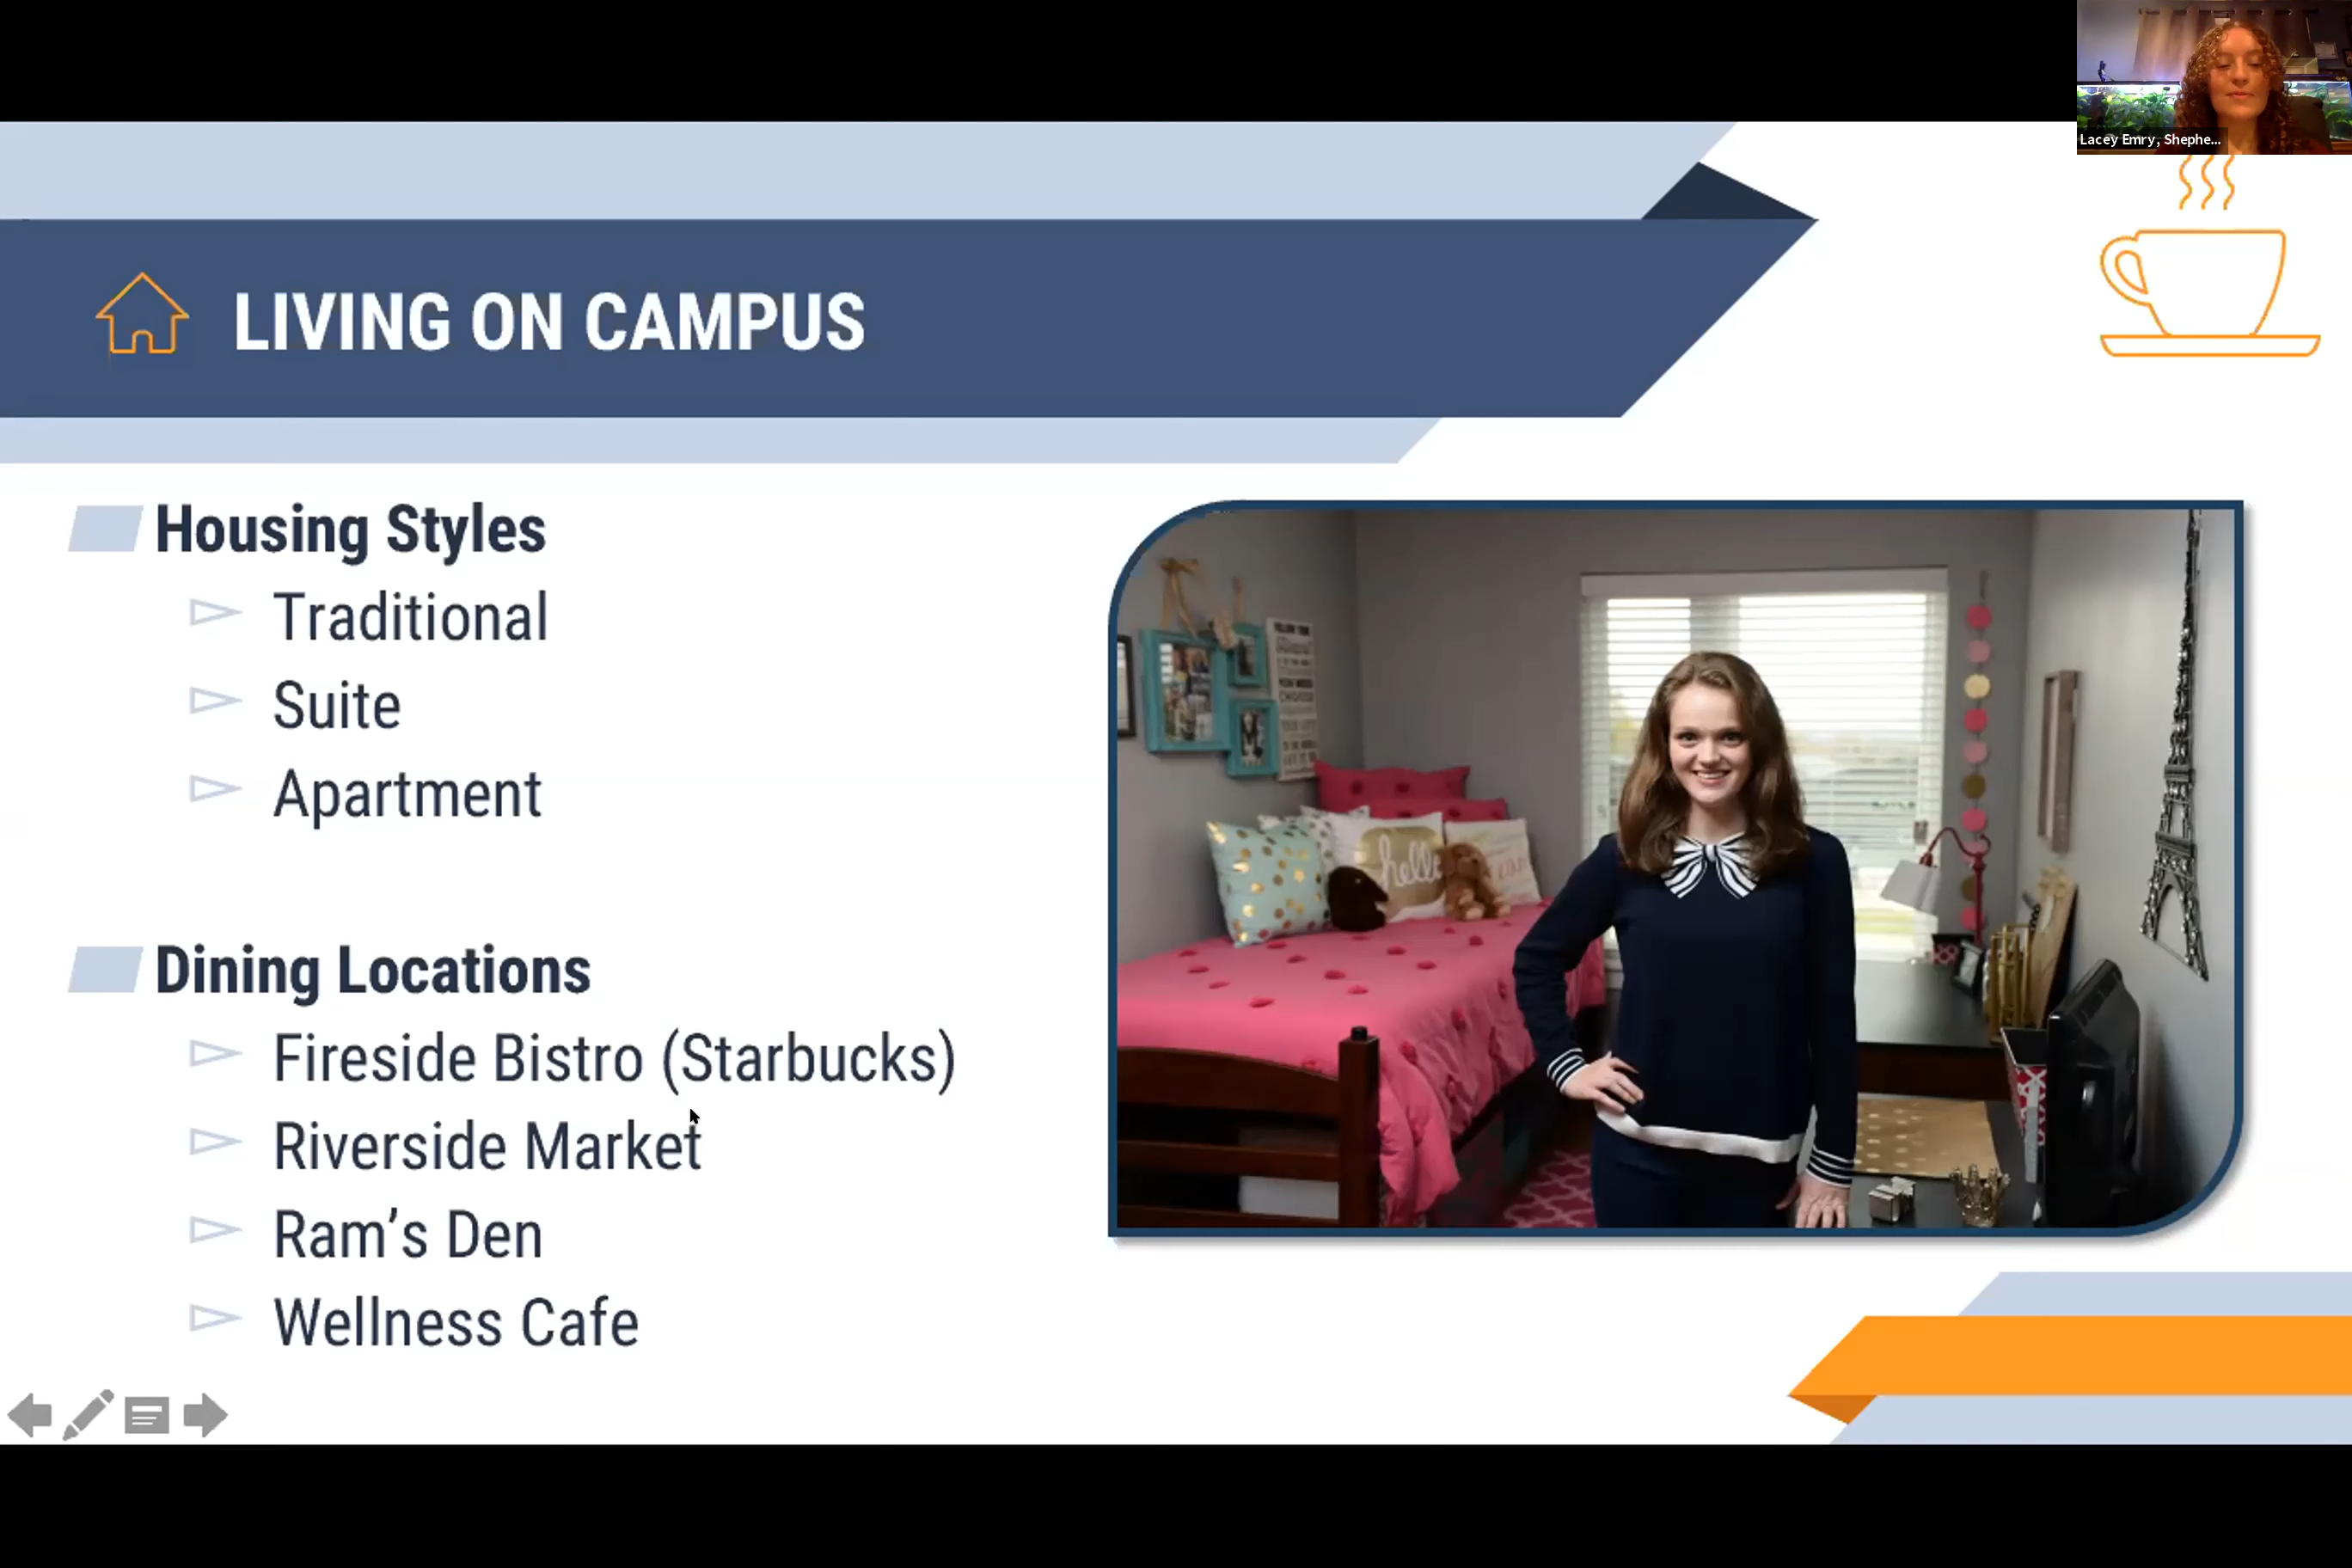 Lacey Emry, Shephe...
LIVING ON CAMPUS
Housing Styles
Traditional
Suite
Apartment
Dining Locations
Fireside Bistro (Starbucks)
Riverside Market
Ram’s Den
Wellness Cafe
hello